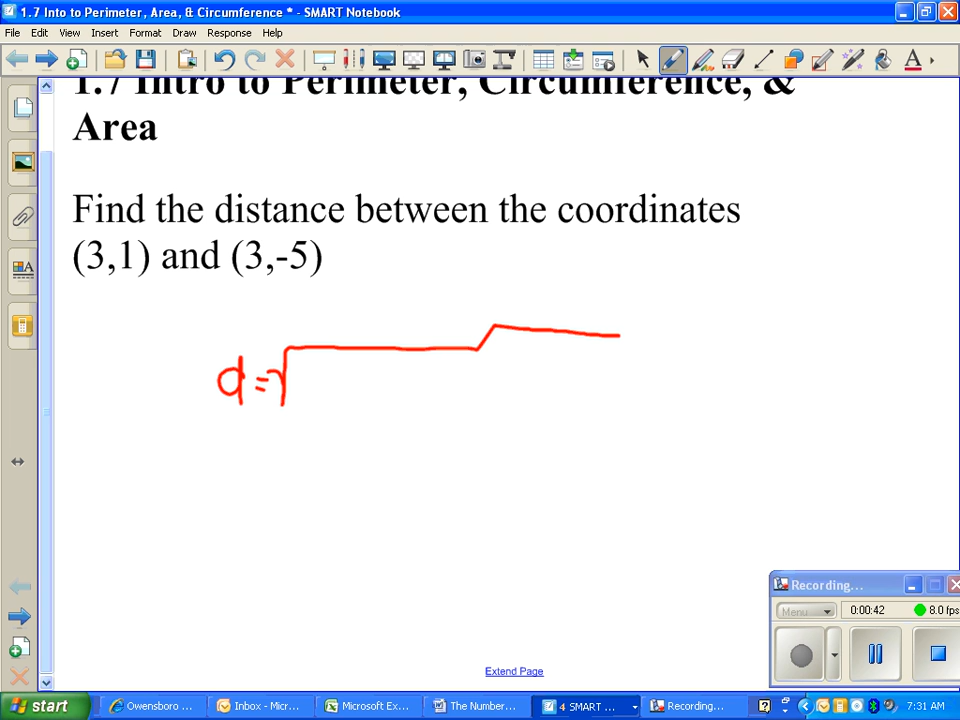 1.7 Into to Perimeter, Area, & Circumference * - SMART Notebook
File Edit View Insert Format Draw Response Help
1.7 Intro to Perimeter, Circumference, &
Area
Find the distance between the coordinates
(3,1) and (3,-5)
d=√
Recording...
Menu 0:00:42 8.0 fps
Extend Page
start Owensboro ... Inbox - Micr... Microsoft Ex... The Number... 4 SMART ... Recording... 7:31 AM